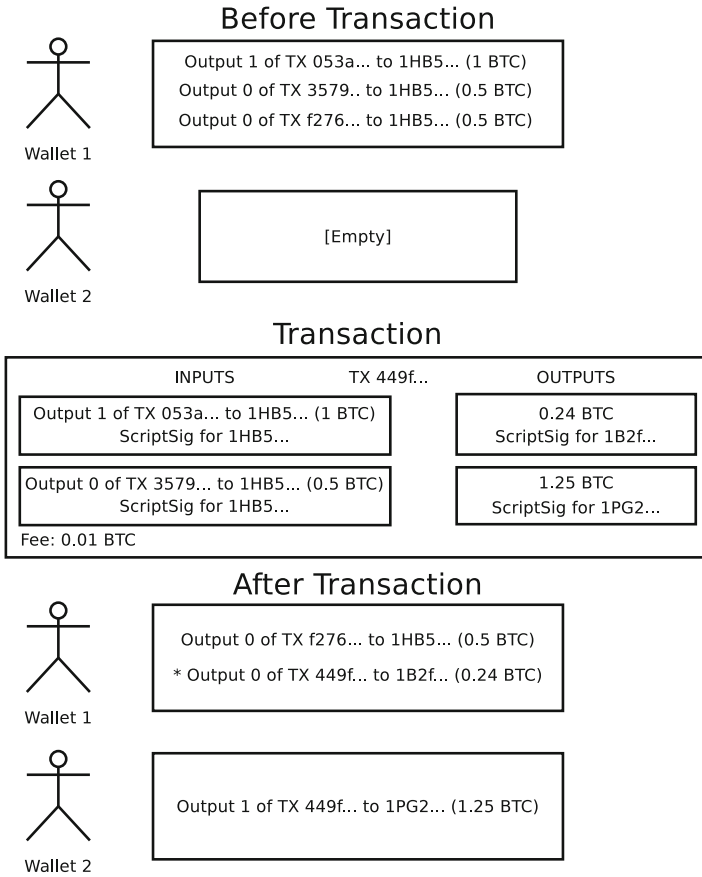 Before Transaction
Output 1 of TX 053a... to 1HB5... (1 BTC)
Output 0 of TX 3579.. to 1HB5... (0.5 BTC)
Output 0 of TX f276... to 1HB5... (0.5 BTC)
Wallet 1
[Empty]
Wallet 2
Transaction
INPUTS TX 449f... OUTPUTS
Output 1 of TX 053a... to 1HB5... (1 BTC)
ScriptSig for 1HB5...
0.24 BTC
ScriptSig for 1B2f...
Output 0 of TX 3579... to 1HB5... (0.5 BTC)
ScriptSig for 1HB5...
1.25 BTC
ScriptSig for 1PG2...
Fee: 0.01 BTC
After Transaction
Output 0 of TX f276... to 1HB5... (0.5 BTC)
* Output 0 of TX 449f... to 1B2f... (0.24 BTC)
Wallet 1
Output 1 of TX 449f... to 1PG2... (1.25 BTC)
Wallet 2